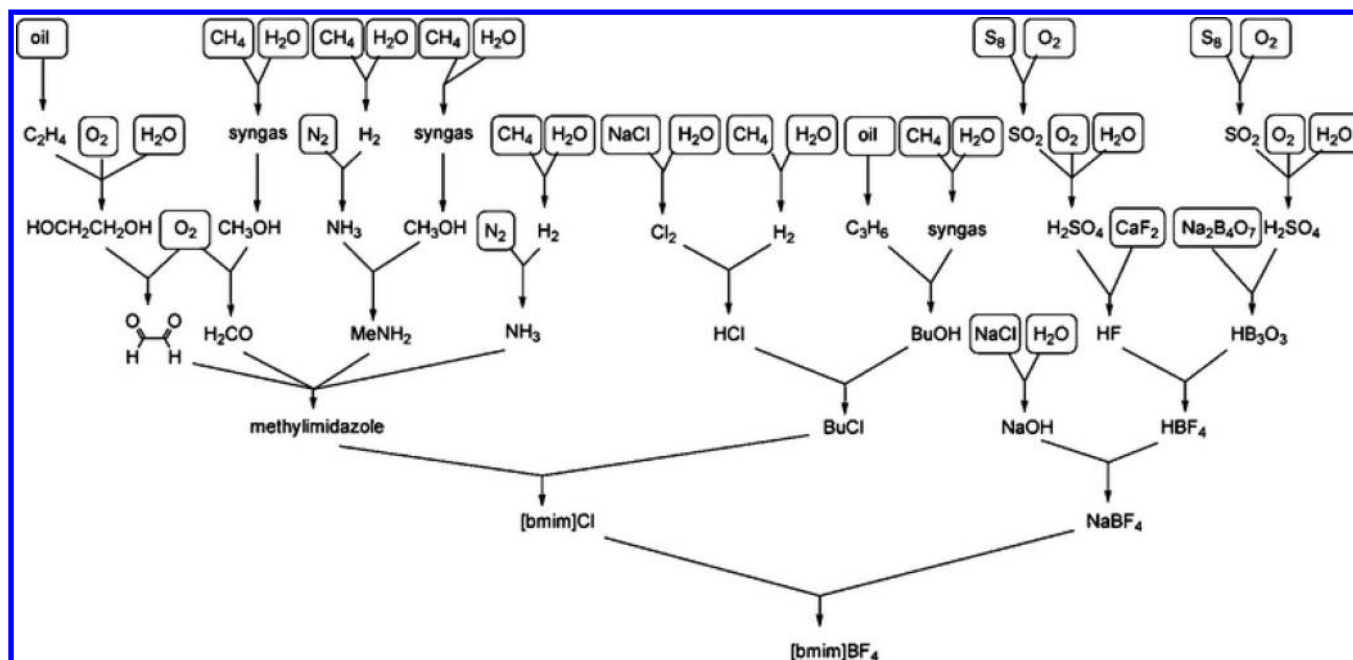 oil CH₄ H₂O CH₄ H₂O CH₄ H₂O S₈ O₂ S₈ O₂
C₂H₄ O₂ H₂O syngas N₂ H₂ syngas CH₄ H₂O NaCl H₂O CH₄ H₂O oil CH₄ H₂O SO₂ O₂ H₂O SO₂ O₂ H₂O
HOCH₂CH₂OH O₂ CH₃OH NH₃ CH₃OH N₂ H₂ Cl₂ H₂ C₃H₆ syngas H₂SO₄ CaF₂ Na₂B₄O₇ H₂SO₄
O O
H H
H₂CO MeNH₂ NH₃ HCl BuOH NaCl H₂O HF HB₃O₃
methylimidazole BuCl NaOH HBF₄
[bmim]Cl NaBF₄
[bmim]BF₄